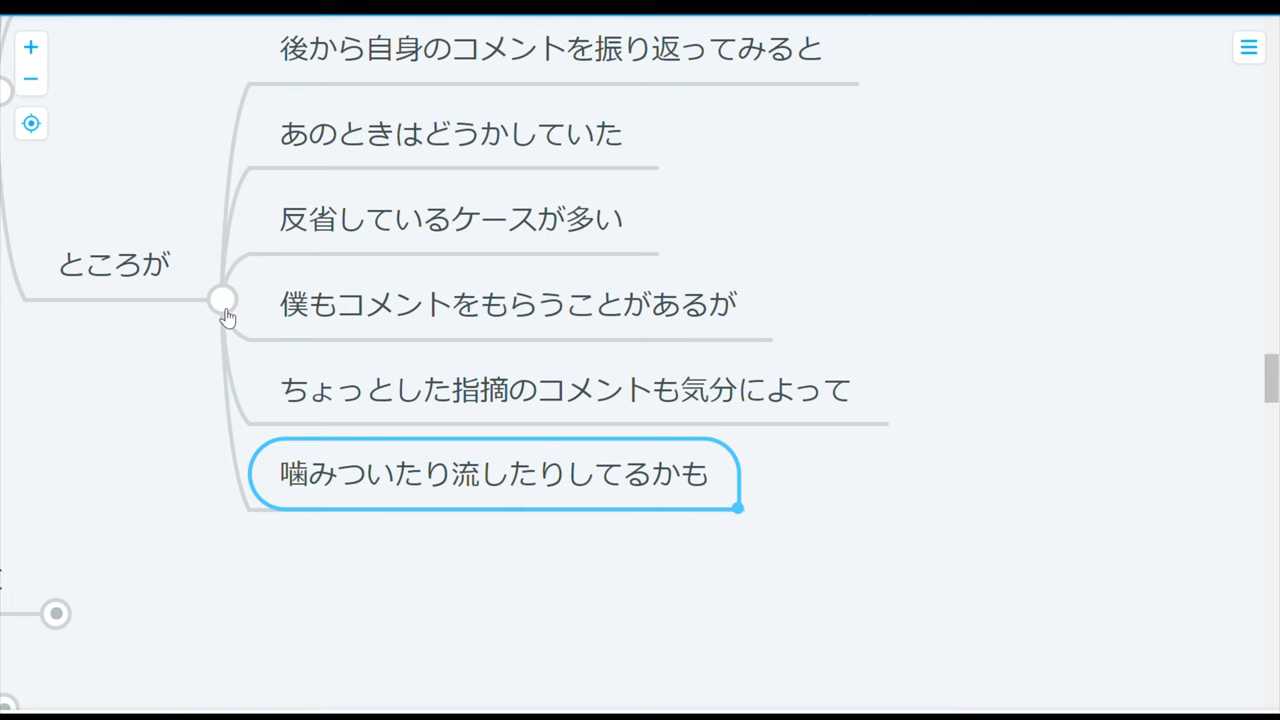 後から自身のコメントを振り返ってみると
あのときはどうかしていた
反省しているケースが多い
ところが
僕もコメントをもらうことがあるが
ちょっとした指摘のコメントも気分によって
噛みついたり流したりしてるかも